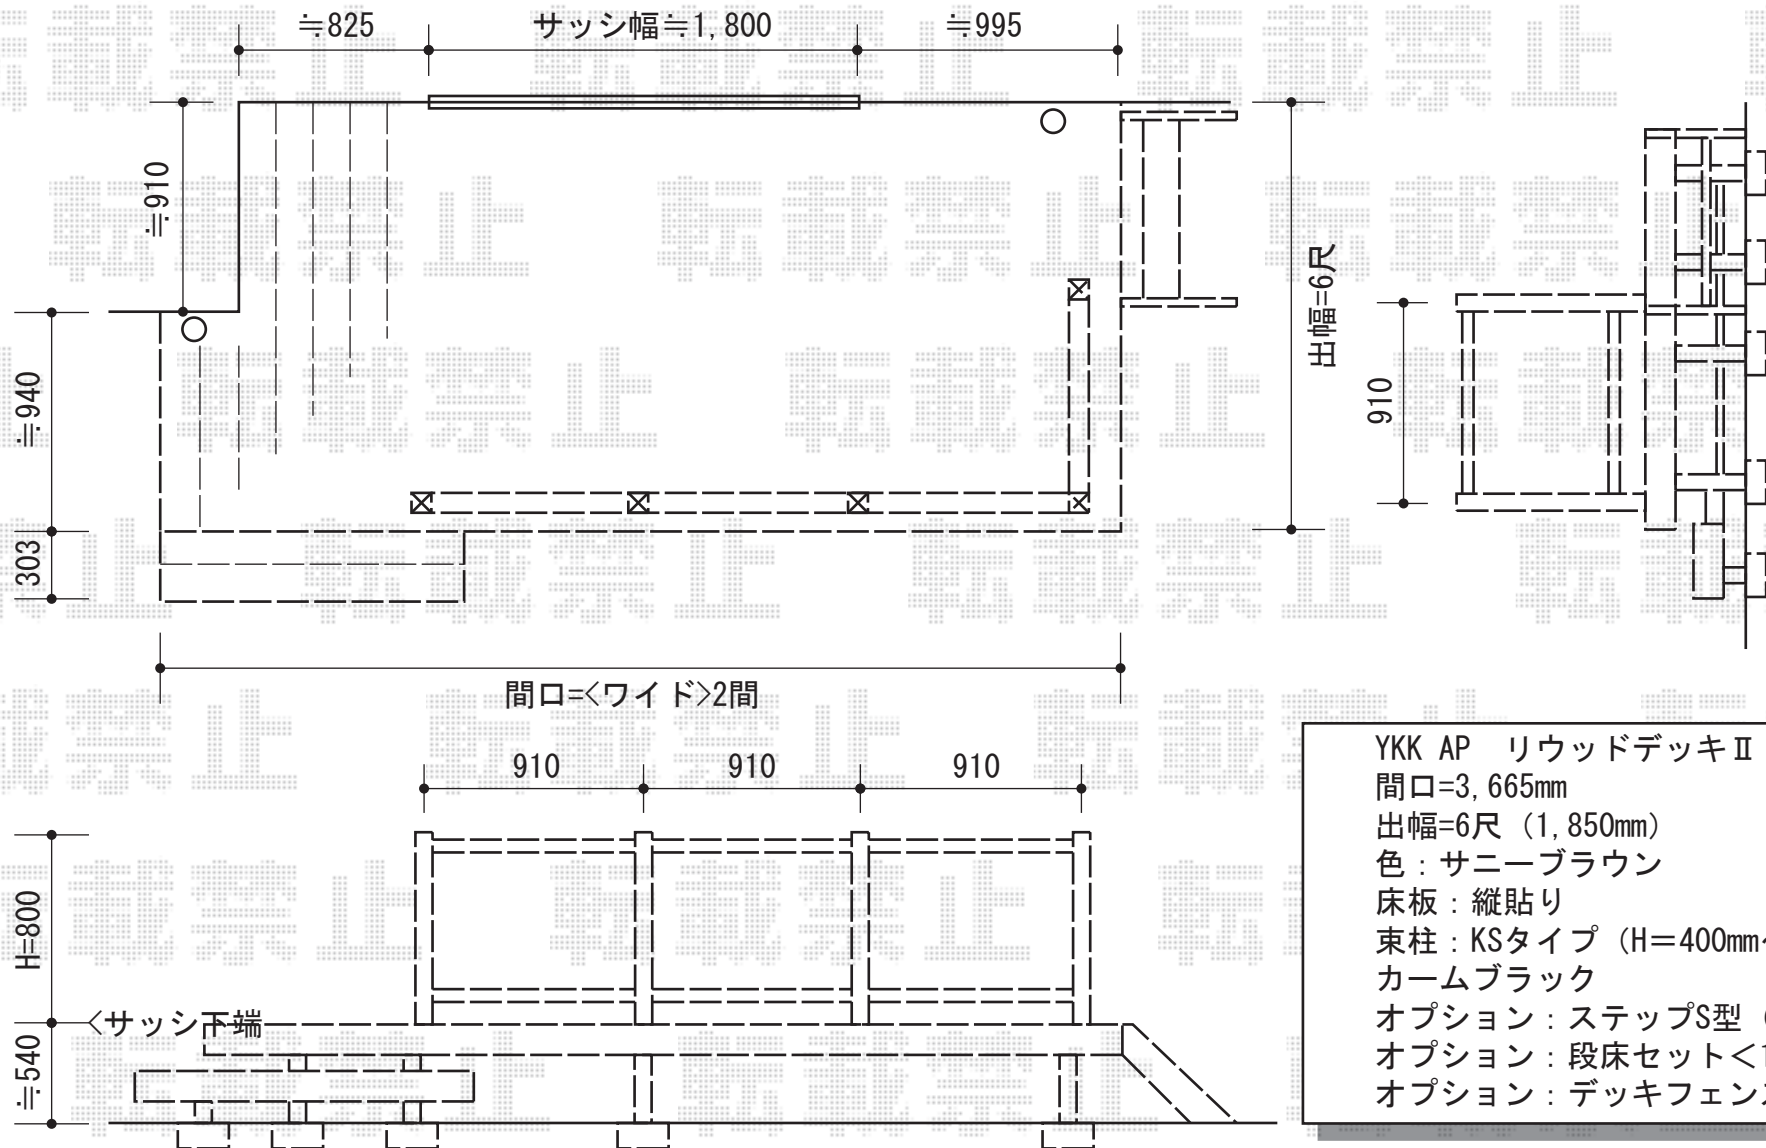 ≒825
サッシ幅≒1,800
≒995
≒910
≒940
303
出幅=6尺
910
間口=<ワイド>2間
910
910
910
H=800
<サッシ下端
≒540
YKK AP リウッドデッキⅡ
間口=3,665mm
出幅=6尺（1,850mm）
色：サニーブラウン
床板：縦貼り
束柱：KSタイプ（H＝400mm
カームブラック
オプション：ステップS型
オプション：段床セット＜1
オプション：デッキフェンス
転載禁止